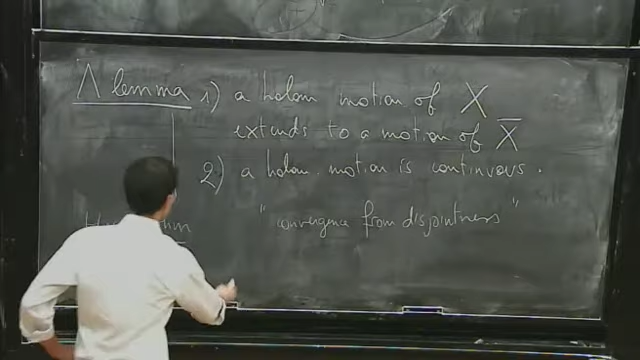 Λ lemma 1) a holom motion of X
extends to a motion of X̄
2) a holom. motion is continuous.
"convergence from disjointness"